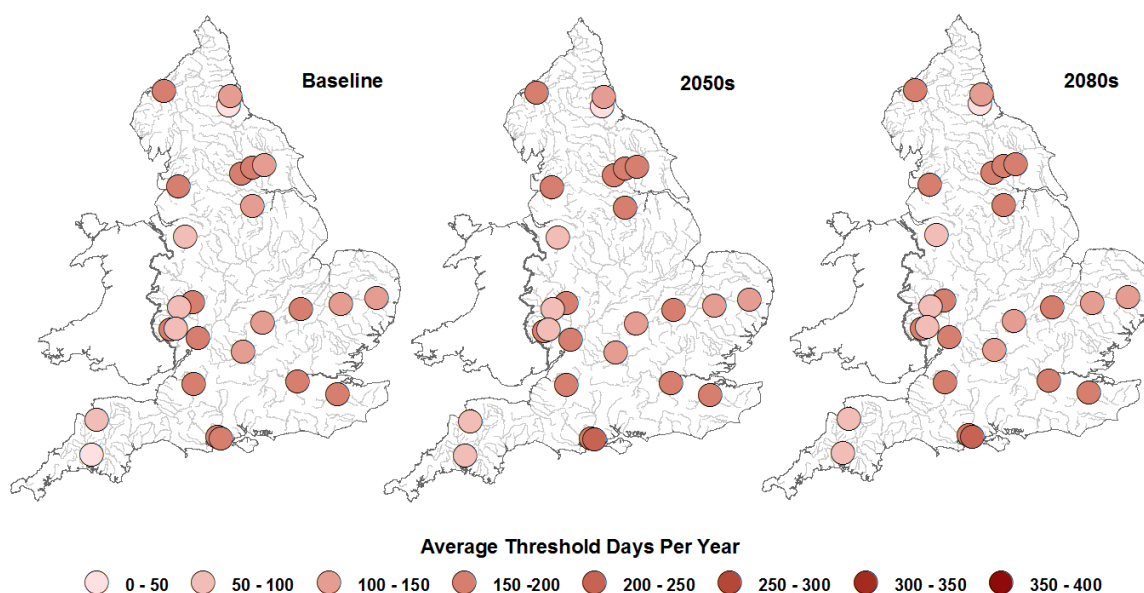 Baseline
2050s
2080s
Average Threshold Days Per Year
0 - 50
50 - 100
100 - 150
150-200
200 - 250
250 - 300
300 - 350
350 - 400